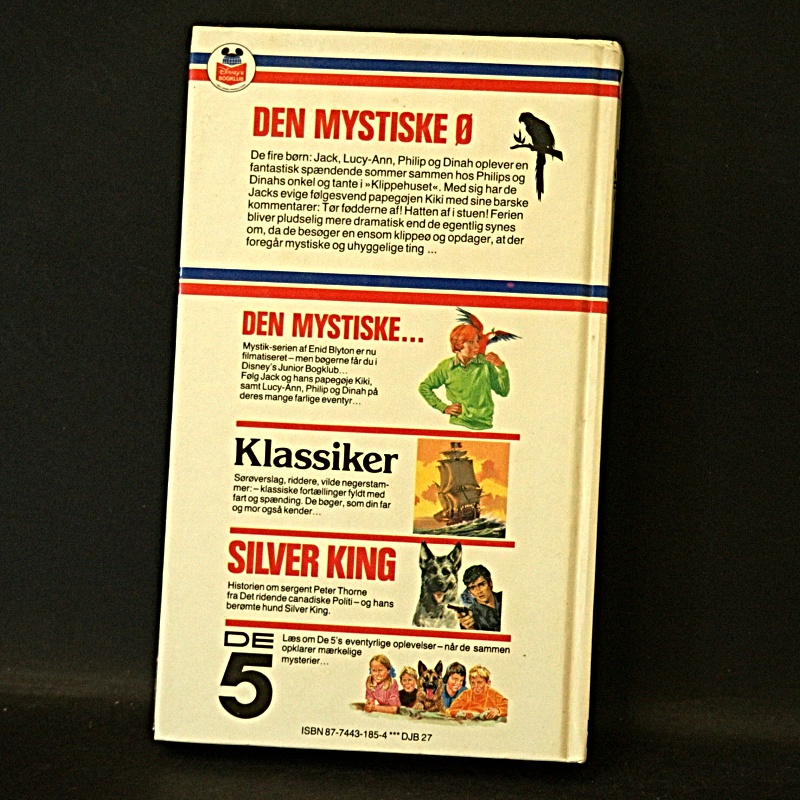 Disney's
BOGKLUB
DEN MYSTISKE Ø
De fire børn: Jack, Lucy-Ann, Philip og Dinah oplever en
fantastisk spændende sommer sammen hos Philips og
Dinahs onkel og tante i »Klippehuset«. Med sig har de
Jacks evige følgesvend papegøjen Kiki med sine barske
kommentarer: Tør fødderne af! Hatten af i stuen! Ferien
bliver pludselig mere dramatisk end de egentlig synes
om, da de besøger en ensom klippeø og opdager, at der
foregår mystiske og uhyggelige ting ...
DEN MYSTISKE...
Mystik-serien af Enid Blyton er nu
filmatiseret – men bøgerne får du i
Disney's Junior Bogklub...
Følg Jack og hans papegøje Kiki,
samt Lucy-Ann, Philip og Dinah på
deres mange farlige eventyr...
Klassiker
Sørøverslag, riddere, vilde negerstam-
mer: – klassiske fortællinger fyldt med
fart og spænding. De bøger, som din far
og mor også kender...
SILVER KING
Historien om sergent Peter Thorne
fra Det ridende canadiske Politi – og hans
berømte hund Silver King.
DE
5
Læs om De 5's eventyrlige oplevelser – når de sammen
opklarer mærkelige
mysterier...
ISBN 87-7443-185-4 *** DJB 27